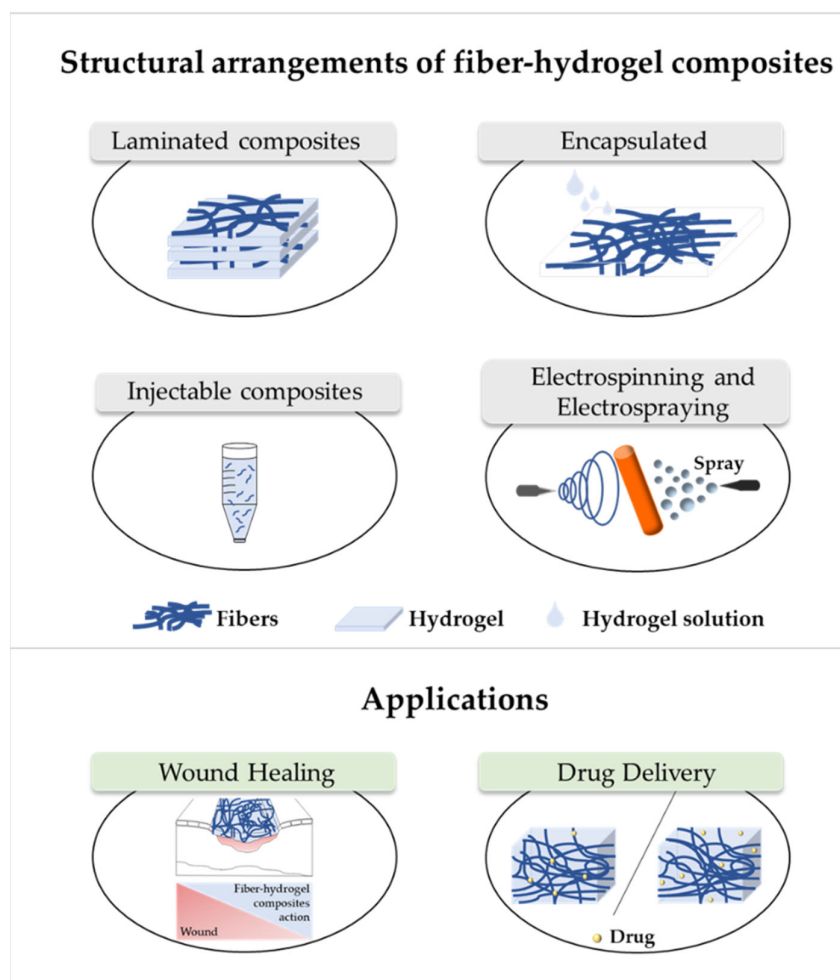 Structural arrangements of fiber-hydrogel composites
Laminated composites
Encapsulated
Injectable composites
Electrospinning and
Electrospraying
Spray
Fibers
Hydrogel
Hydrogel solution
Applications
Wound Healing
Drug Delivery
Fiber-hydrogel
composites
action
Wound
Drug